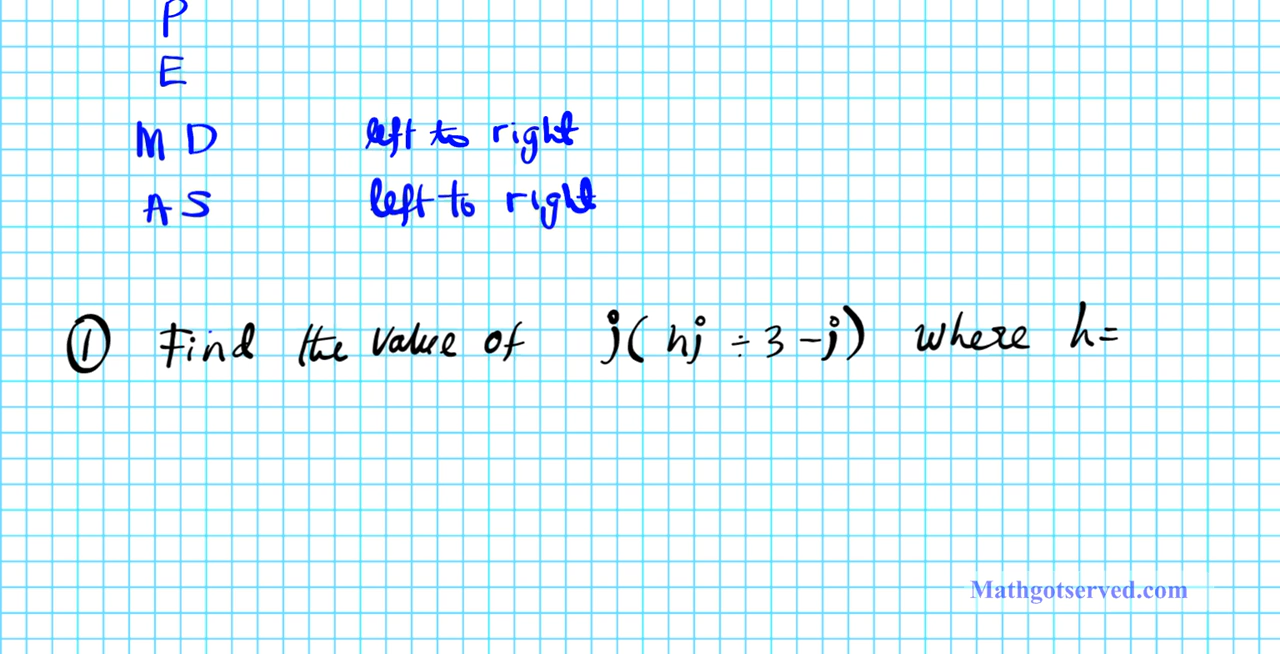 P
E
M D left to right
A S left to right
① Find the value of j( hj ÷ 3 - j) where h=
Mathgotserved.com